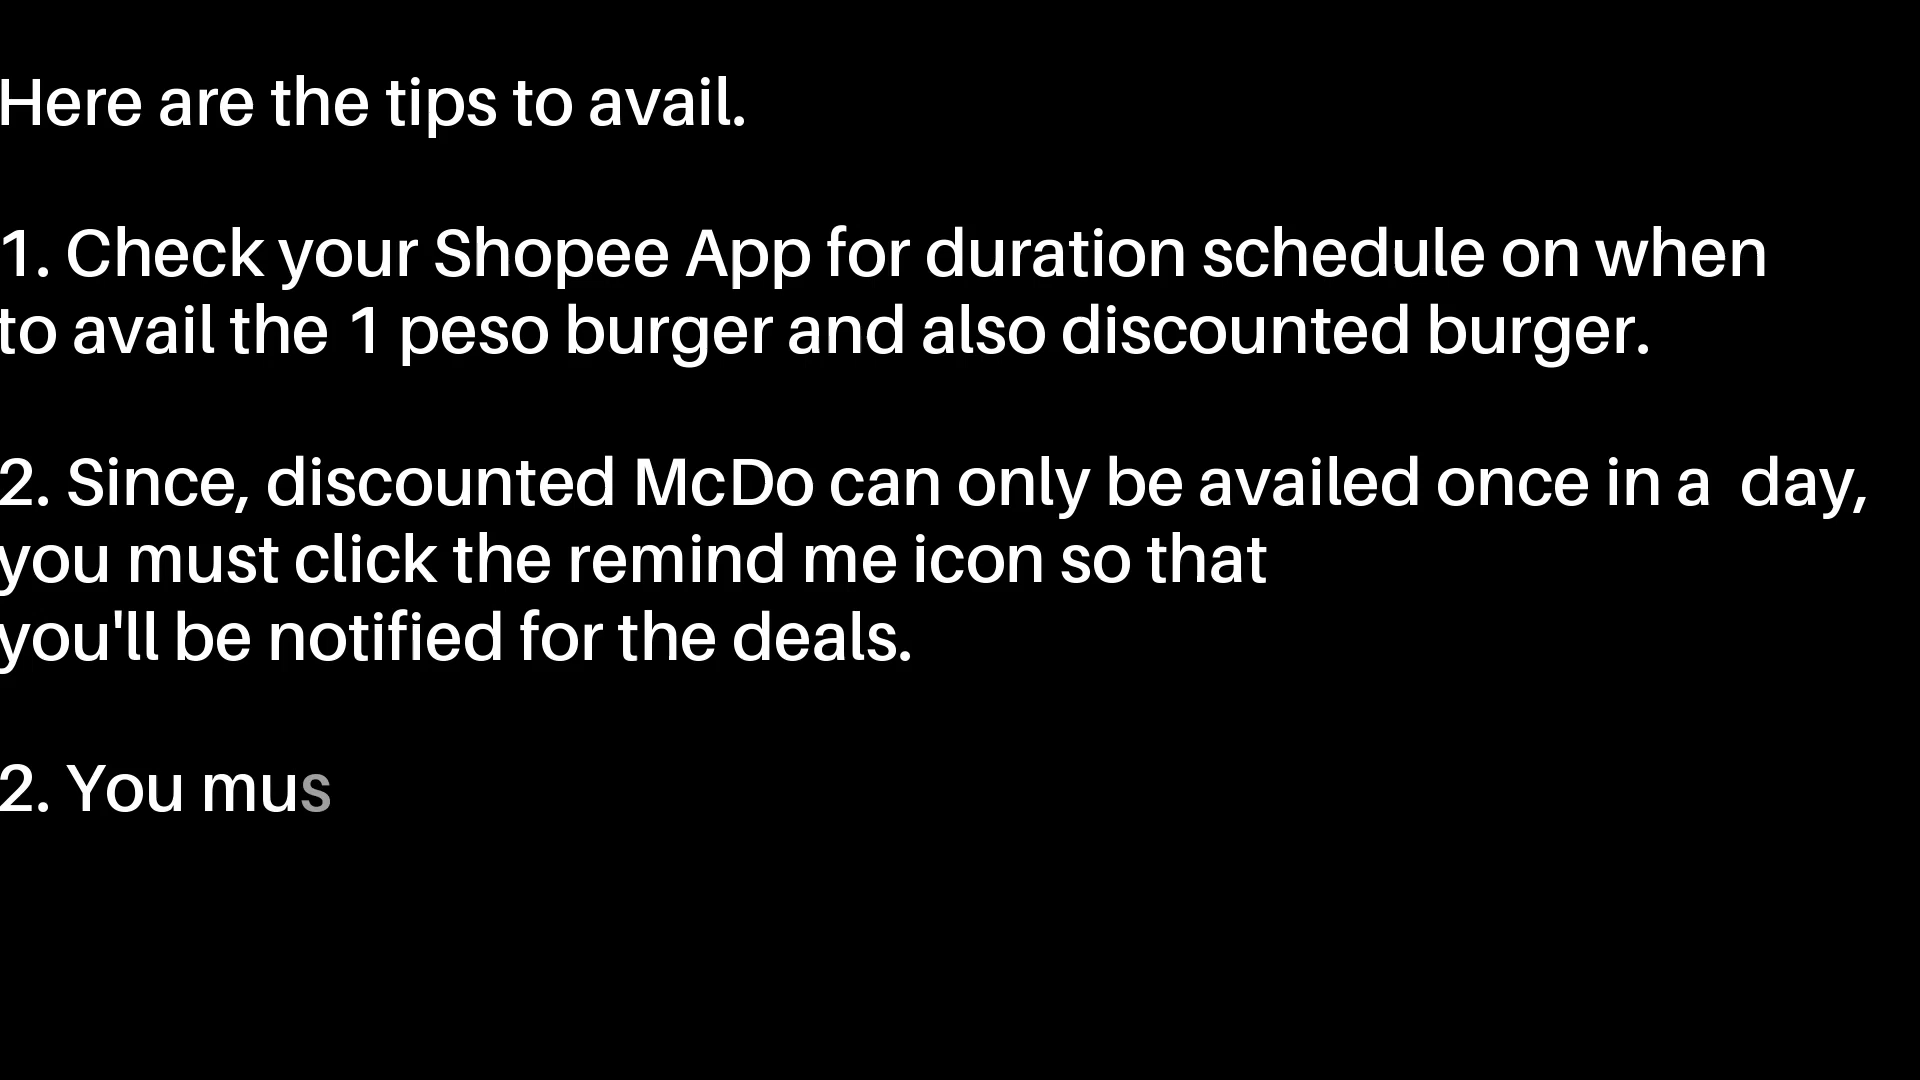 Here are the tips to avail.
1. Check your Shopee App for duration schedule on when
to avail the 1 peso burger and also discounted burger.
2. Since, discounted McDo can only be availed once in a  day,
you must click the remind me icon so that
you'll be notified for the deals.
2. You mus